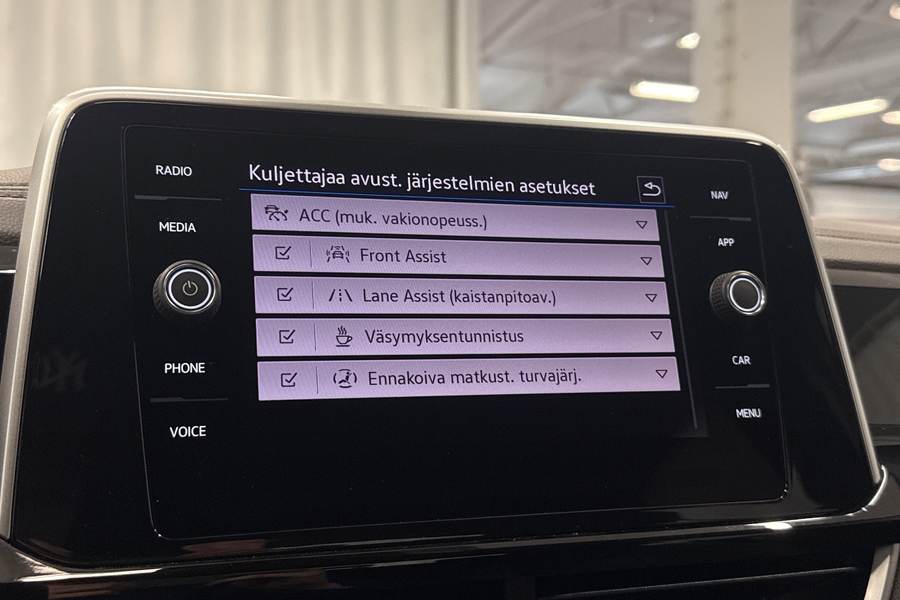 RADIO
MEDIA
PHONE
VOICE
Kuljettajaa avust. järjestelmien asetukset
ACC (muk. vakionopeuss.)
Front Assist
Lane Assist (kaistanpitoav.)
Väsymyksentunnistus
Ennakoiva matkust. turvajärj.
NAV
APP
CAR
MENU